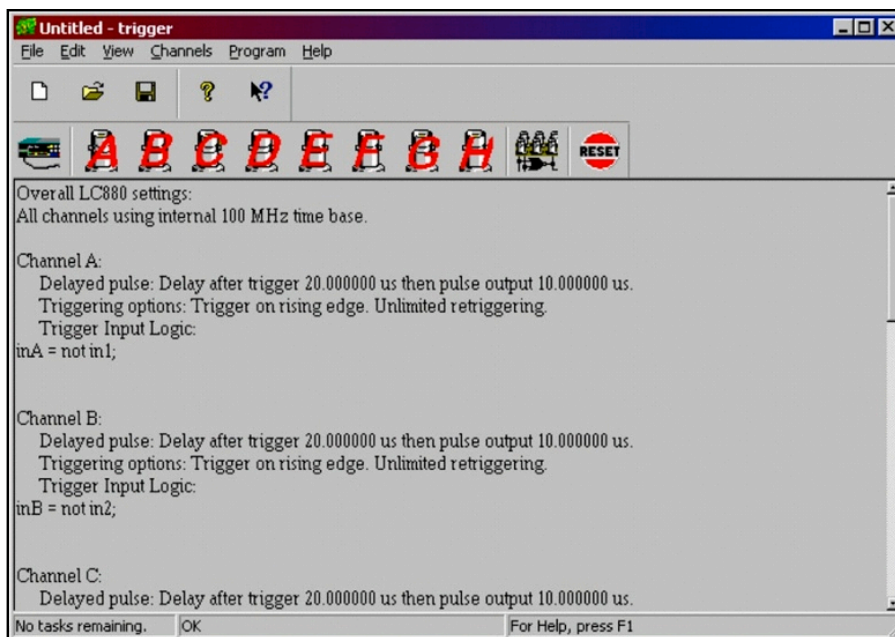 Untitled - trigger
File Edit View Channels Program Help
A B C D E F G H RESET
Overall LC880 settings:
All channels using internal 100 MHz time base.
Channel A:
Delayed pulse: Delay after trigger 20.000000 us then pulse output 10.000000 us.
Triggering options: Trigger on rising edge. Unlimited retriggering.
Trigger Input Logic:
inA = not in1;
Channel B:
Delayed pulse: Delay after trigger 20.000000 us then pulse output 10.000000 us.
Triggering options: Trigger on rising edge. Unlimited retriggering.
Trigger Input Logic:
inB = not in2;
Channel C:
Delayed pulse: Delay after trigger 20.000000 us then pulse output 10.000000 us.
No tasks remaining. OK For Help, press F1